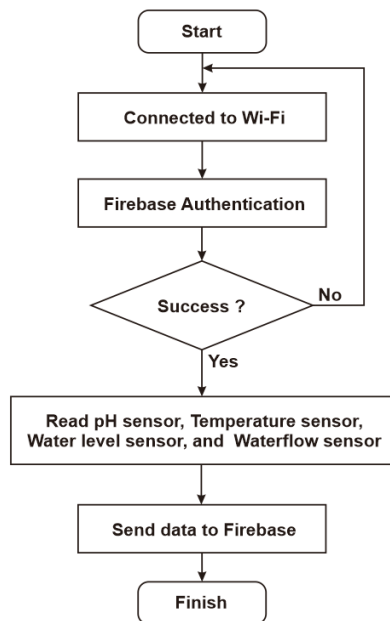 Start
Connected to Wi-Fi
Firebase Authentication
Success ?
No
Yes
Read pH sensor, Temperature sensor,
Water level sensor, and Waterflow sensor
Send data to Firebase
Finish